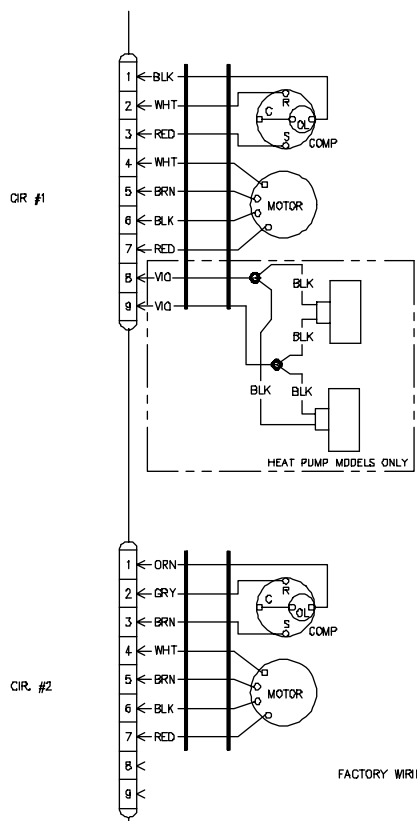 1 BLK
2 WHT
R
C
OL
3 RED
S
COMP
4 WHT
CIR #1
5 BRN
MOTOR
6 BLK
7 RED
8 VIO
BLK
9 VIO
BLK
BLK
BLK
HEAT PUMP MODELS ONLY
1 ORN
2 GRY
R
C
OL
3 BRN
S
COMP
4 WHT
5 BRN
CIR. #2
MOTOR
6 BLK
7 RED
8
FACTORY WIRII
9